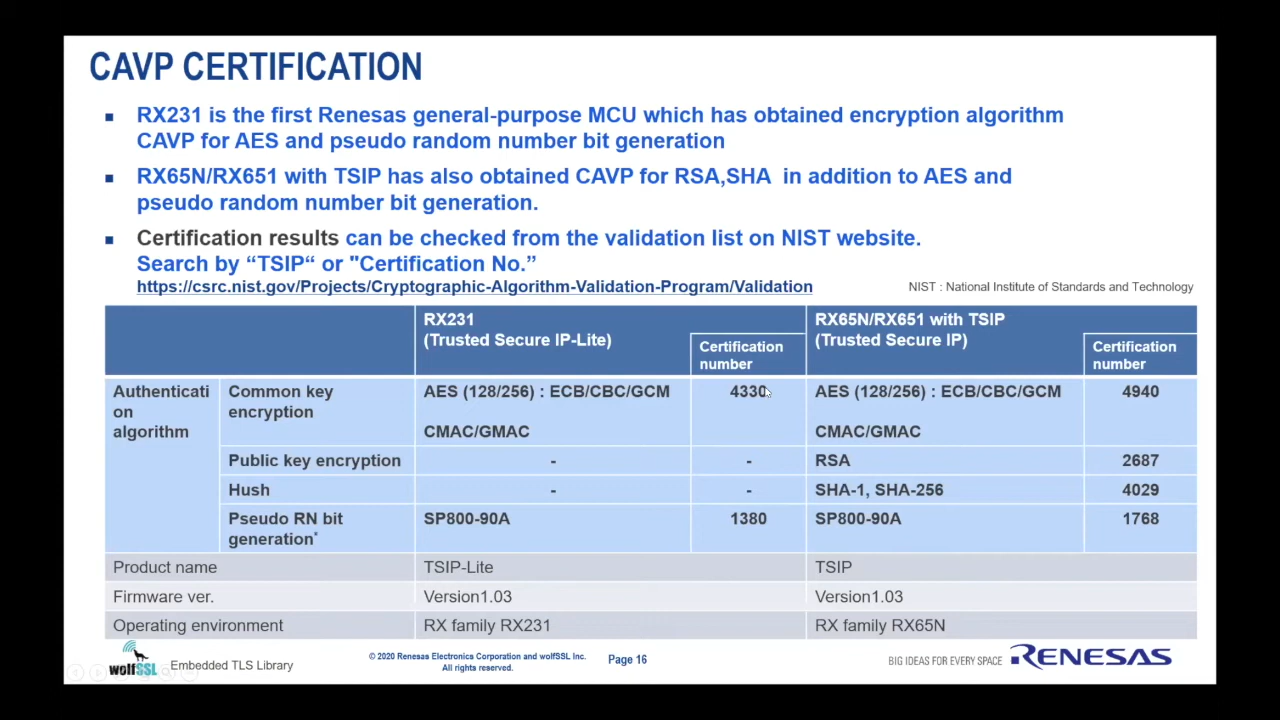 CAVP CERTIFICATION
▪ RX231 is the first Renesas general-purpose MCU which has obtained encryption algorithm
CAVP for AES and pseudo random number bit generation
▪ RX65N/RX651 with TSIP has also obtained CAVP for RSA,SHA in addition to AES and
pseudo random number bit generation.
▪ Certification results can be checked from the validation list on NIST website.
Search by “TSIP“ or "Certification No.”
https://csrc.nist.gov/Projects/Cryptographic-Algorithm-Validation-Program/Validation
NIST : National Institute of Standards and Technology
RX231
(Trusted Secure IP-Lite)
Certification
number
RX65N/RX651 with TSIP
(Trusted Secure IP)
Certification
number
Authenticati
on
algorithm
Common key
encryption
AES (128/256) : ECB/CBC/GCM
CMAC/GMAC
4330
AES (128/256) : ECB/CBC/GCM
CMAC/GMAC
4940
Public key encryption - - RSA 2687
Hush - - SHA-1, SHA-256 4029
Pseudo RN bit
generation*
SP800-90A 1380 SP800-90A 1768
Product name TSIP-Lite TSIP
Firmware ver. Version1.03 Version1.03
Operating environment RX family RX231 RX family RX65N
wolfSSL Embedded TLS Library
© 2020 Renesas Electronics Corporation and wolfSSL Inc.
All rights reserved.
Page 16
BIG IDEAS FOR EVERY SPACE RENESAS